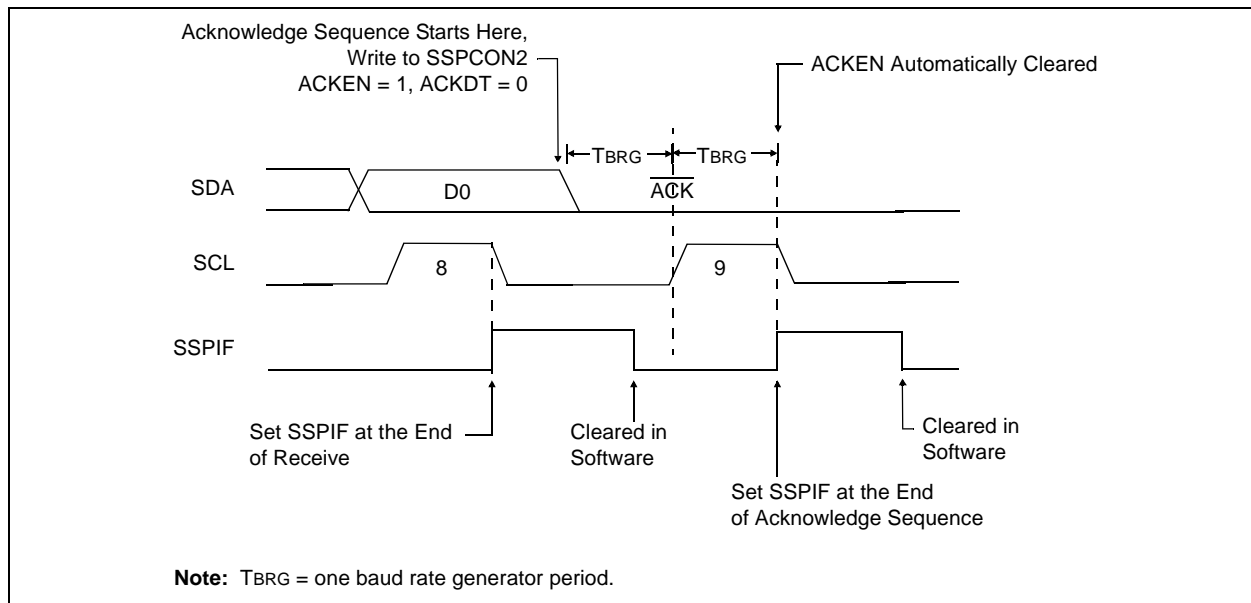 Acknowledge Sequence Starts Here,
Write to SSPCON2
ACKEN = 1, ACKDT = 0
ACKEN Automatically Cleared
TBRG
TBRG
SDA
D0
ACK
SCL
8
9
SSPIF
Set SSPIF at the End
of Receive
Cleared in
Software
Cleared in
Software
Set SSPIF at the End
of Acknowledge Sequence
Note: TBRG = one baud rate generator period.